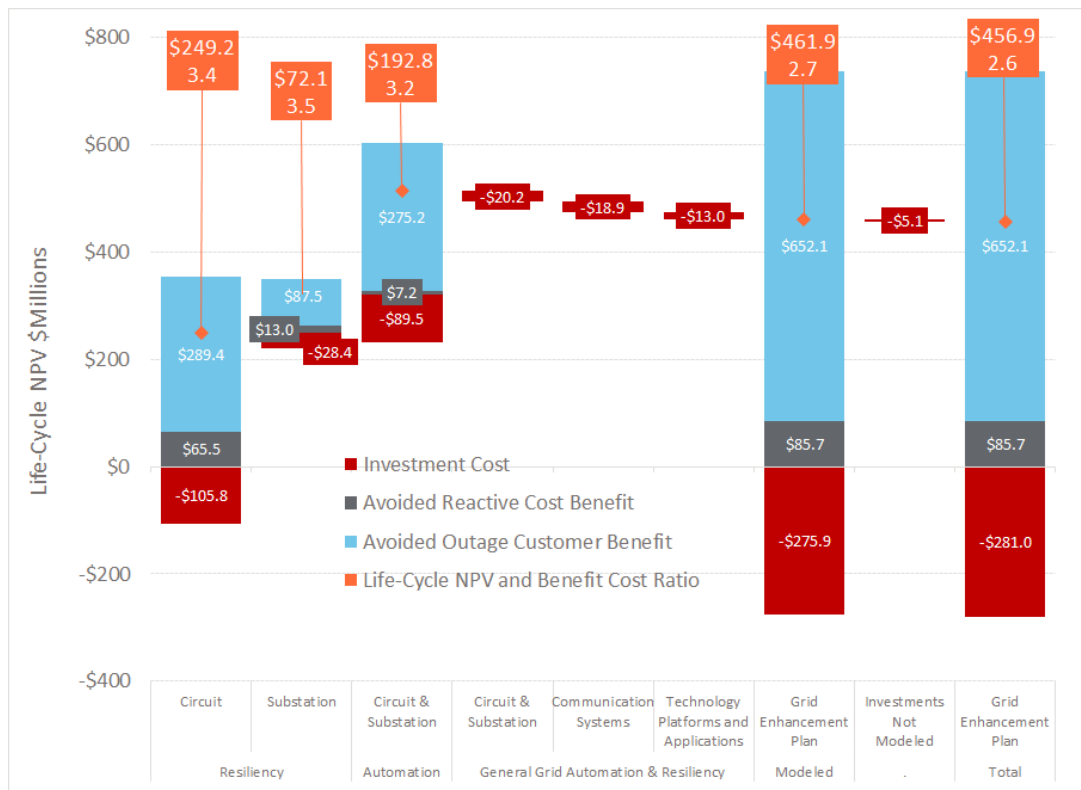 Life-Cycle NPV $Millions
$800
$600
$400
$200
$0
-$200
-$400
$249.2
3.4
$72.1
3.5
$192.8
3.2
$461.9
2.7
$456.9
2.6
$289.4
$65.5
-$105.8
$87.5
$13.0
-$28.4
$275.2
$7.2
-$89.5
-$20.2
-$18.9
-$13.0
$652.1
$85.7
-$275.9
-$5.1
$652.1
$85.7
-$281.0
Investment Cost
Avoided Reactive Cost Benefit
Avoided Outage Customer Benefit
Life-Cycle NPV and Benefit Cost Ratio
Circuit
Substation
Circuit &
Substation
Circuit &
Substation
Communication
Systems
Technology
Platforms and
Applications
Grid
Enhancement
Plan
Investments
Not
Modeled
Grid
Enhancement
Plan
Resiliency
Automation
General Grid Automation & Resiliency
Modeled
.
Total